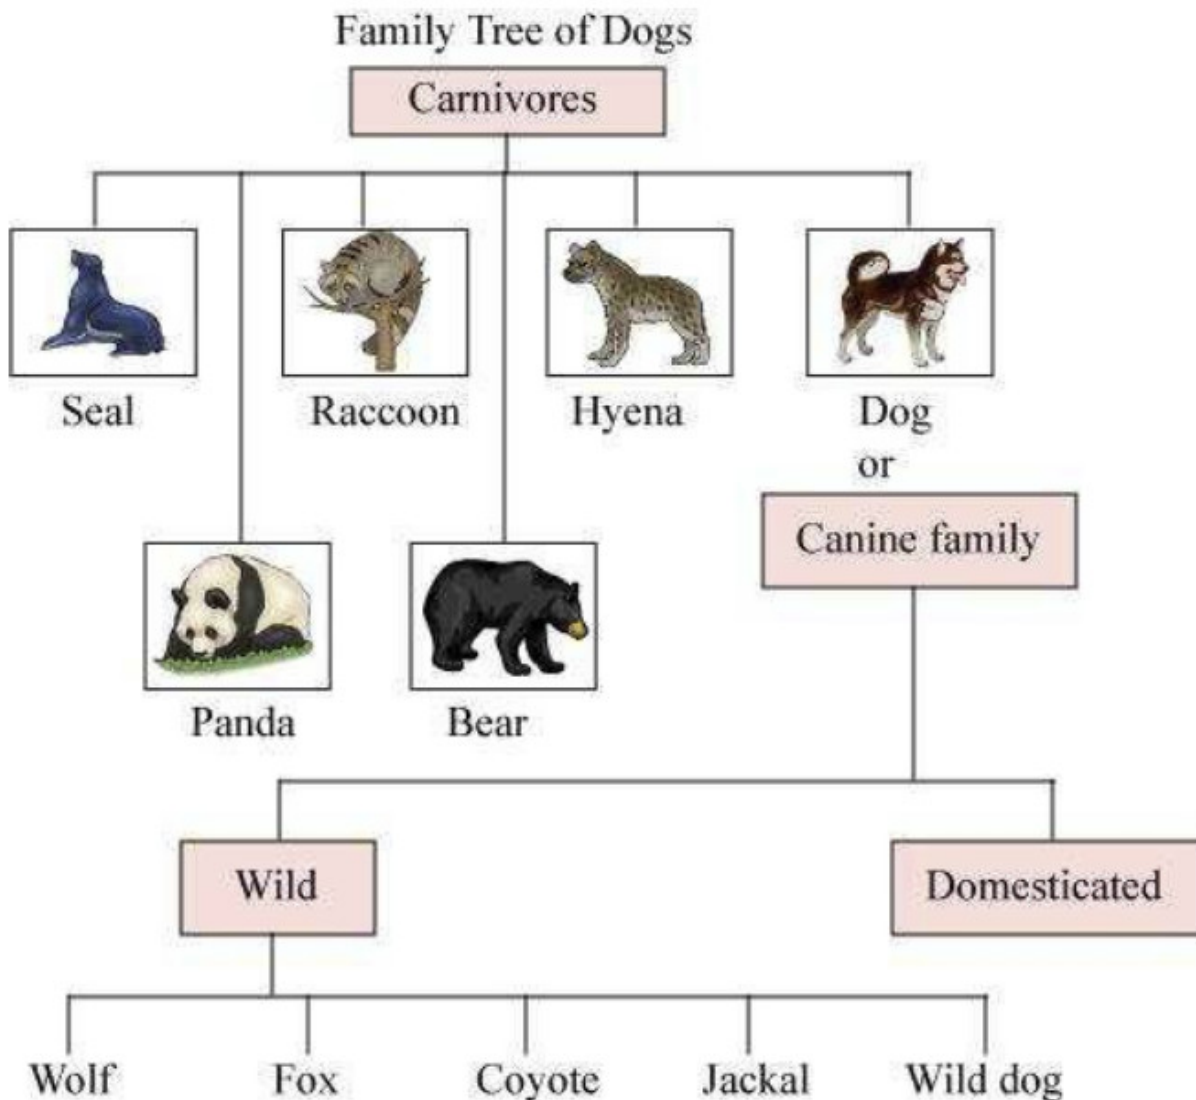 Family Tree of Dogs
Carnivores
Seal
Raccoon
Hyena
Dog
or
Canine family
Panda
Bear
Wild
Domesticated
Wolf
Fox
Coyote
Jackal
Wild dog